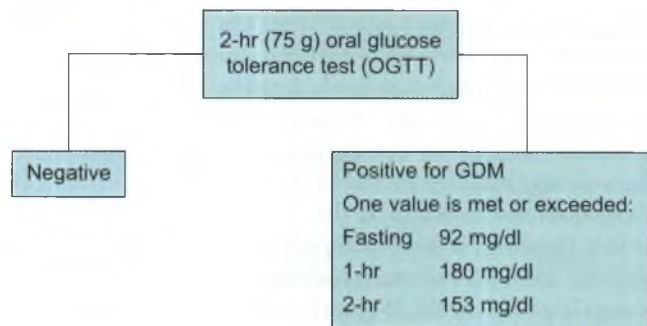 2-hr (75 g) oral glucose
tolerance test (OGTT)
Negative
Positive for GDM
One value is met or exceeded:
Fasting 92 mg/dl
1-hr 180 mg/dl
2-hr 153 mg/dl